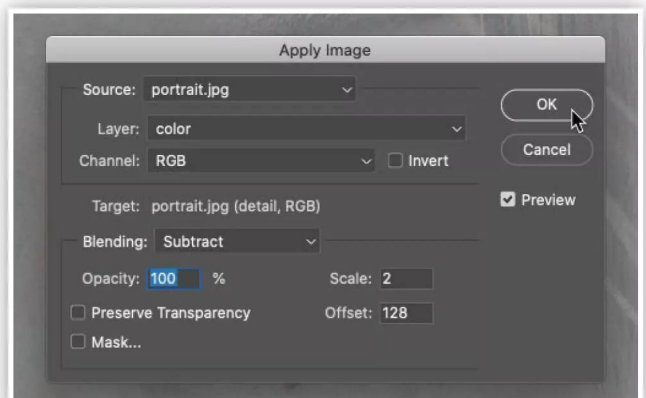 Apply Image
Source: portrait.jpg
OK
Layer: color
Channel: RGB
Invert
Cancel
Target: portrait.jpg (detail, RGB)
Preview
Blending: Subtract
Opacity: 100 %
Scale: 2
Preserve Transparency
Offset: 128
Mask...